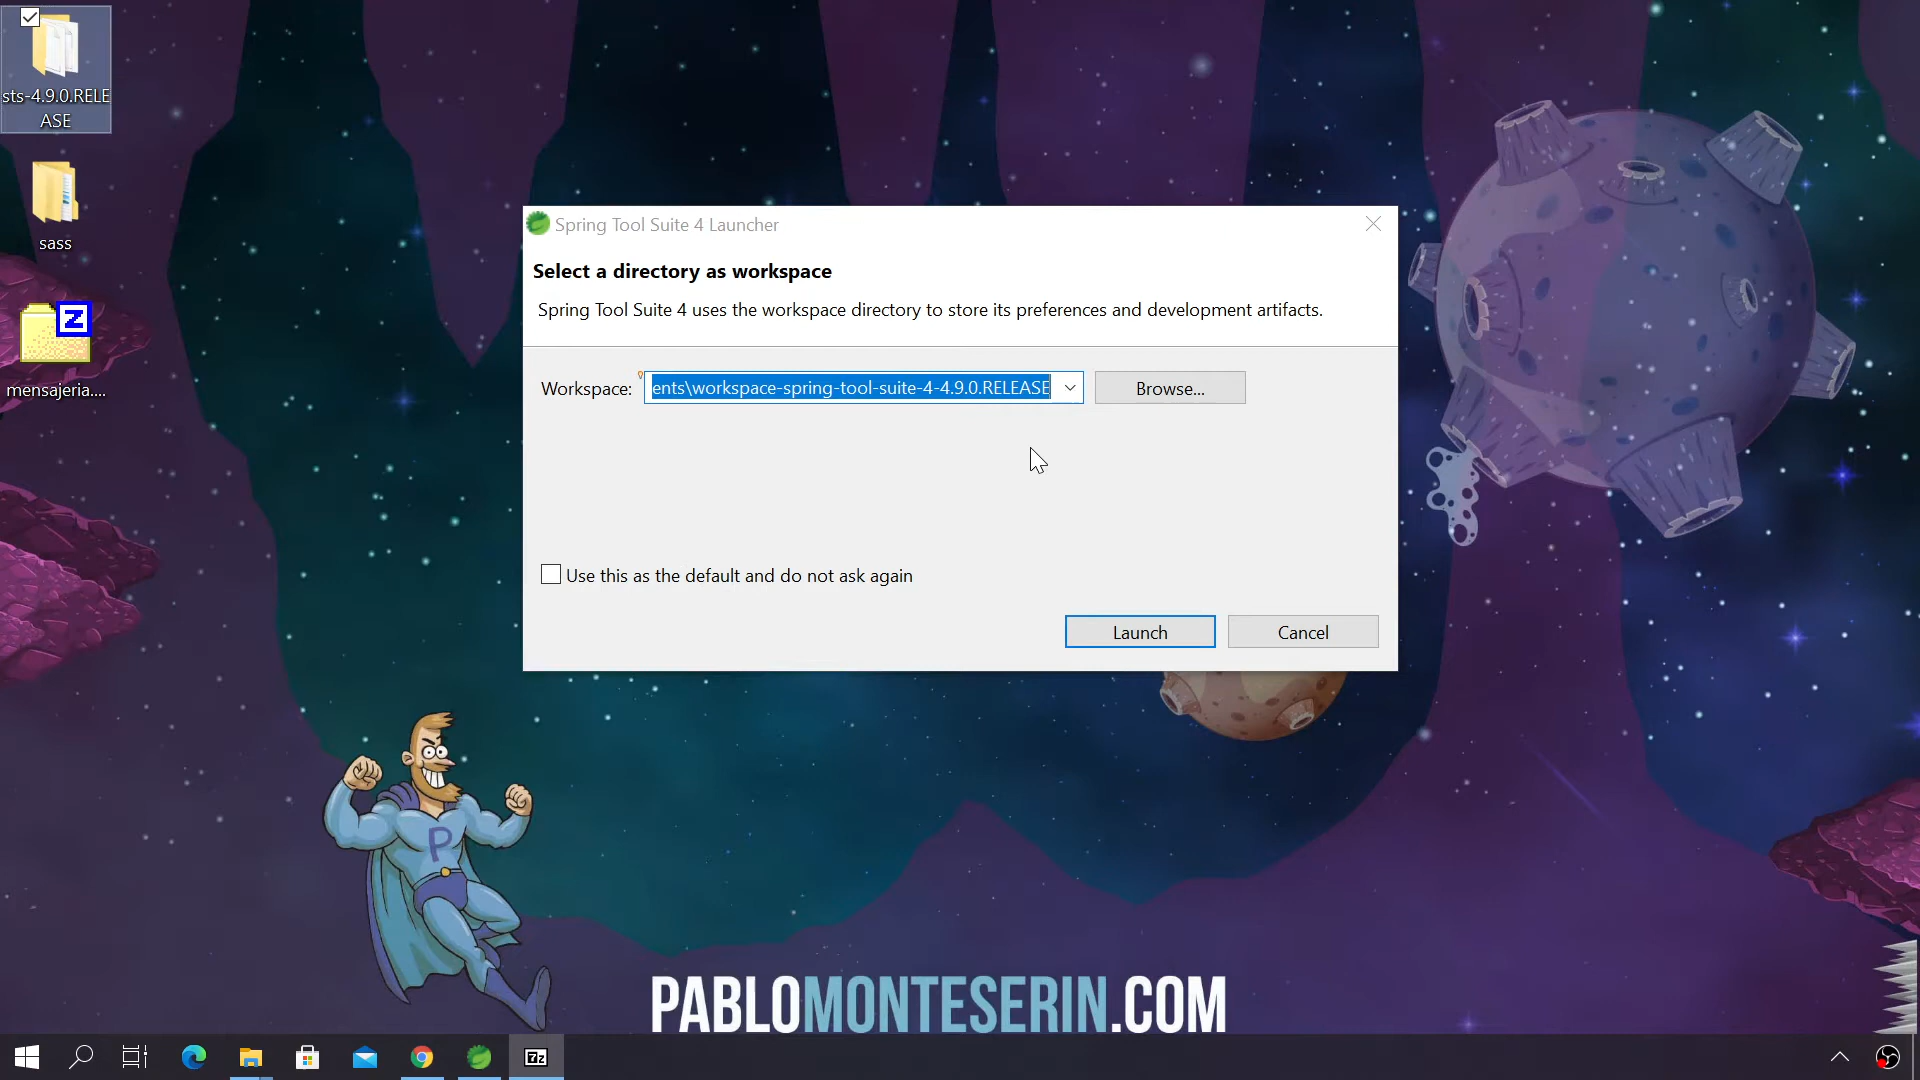 sts-4.9.0.RELE
ASE
sass
mensajeria....
Spring Tool Suite 4 Launcher
Select a directory as workspace
Spring Tool Suite 4 uses the workspace directory to store its preferences and development artifacts.
Workspace: ents\workspace-spring-tool-suite-4-4.9.0.RELEASE Browse...
Use this as the default and do not ask again
Launch Cancel
P
PABLOMONTESERIN.COM
Z
7z